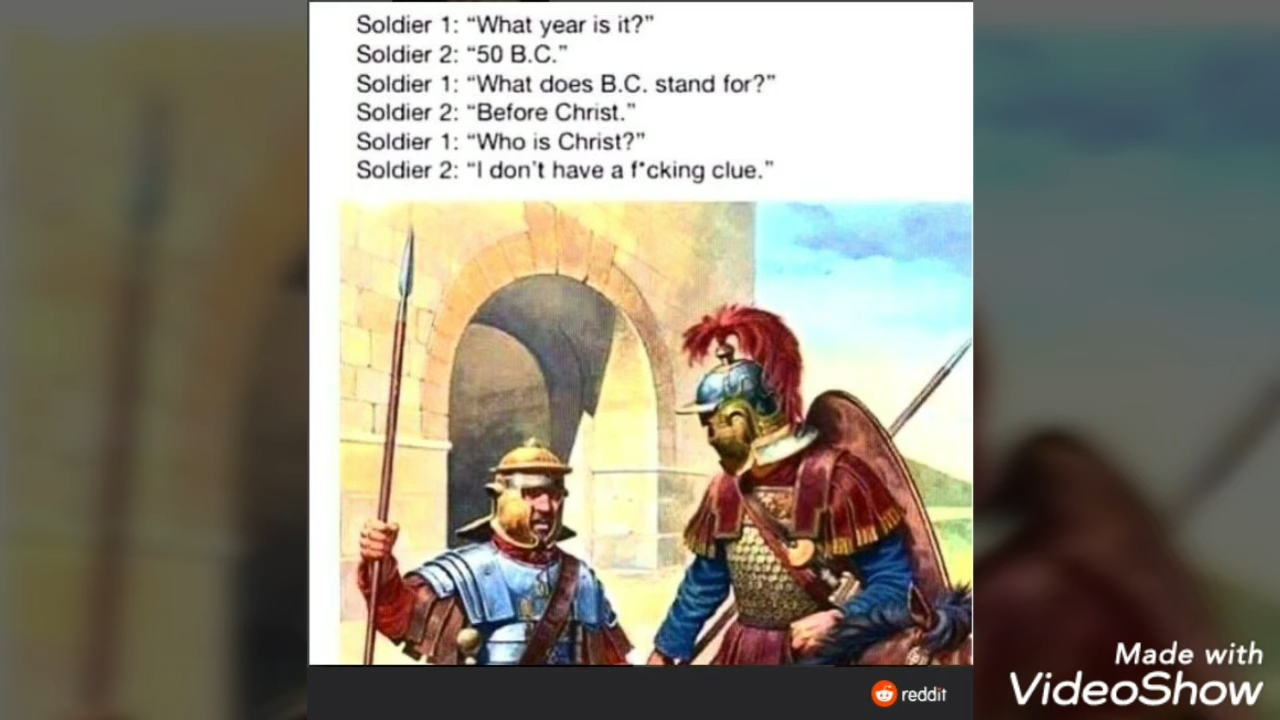 Soldier 1: “What year is it?”
Soldier 2: “50 B.C.”
Soldier 1: “What does B.C. stand for?”
Soldier 2: “Before Christ.”
Soldier 1: “Who is Christ?”
Soldier 2: “I don't have a f*cking clue.”
reddit
Made with
VideoShow